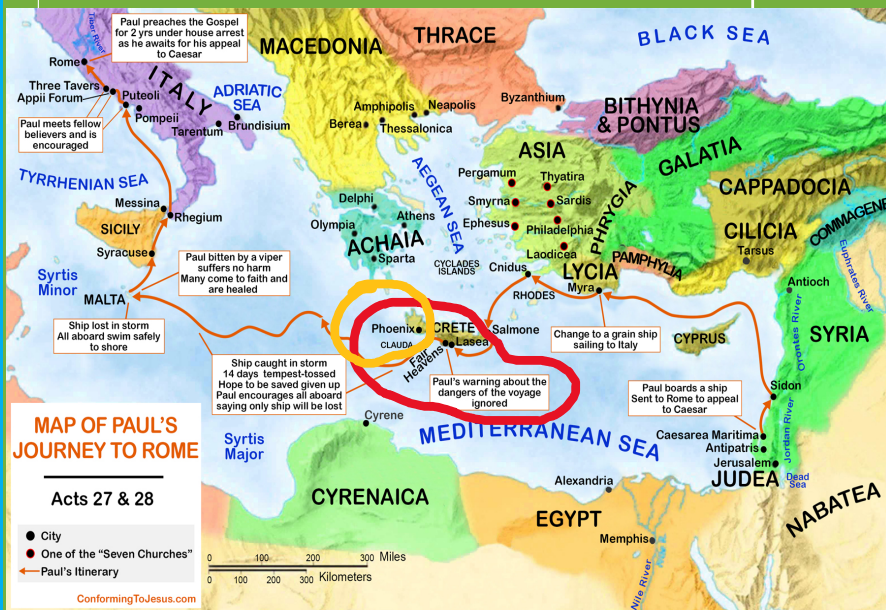 Paul preaches the Gospel
for 2 yrs under house arrest
as he awaits for his appeal
to Caesar
Tiber River
Rome
MACEDONIA
THRACE
BLACK SEA
Three Tavers
Appii Forum
Puteoli
Pompeii
ITALY
ADRIATIC
SEA
Tarentum
Brundisium
Paul meets fellow
believers and is
encouraged
Amphipolis
Neapolis
Berea
Thessalonica
Byzanthium
BITHYNIA
& PONTUS
ASIA
GALATIA
TYRRHENIAN SEA
AEGEAN SEA
Pergamum
Thyatira
Smyrna
Sardis
Ephesus
Philadelphia
Laodicea
PHRYGIA
CAPPADOCIA
COMMAGENE
CILICIA
Tarsus
Euphrates River
Messina
Rhegium
SICILY
Syracuse
Delphi
Athens
Olympia
ACHAIA
Sparta
CYCLADES
ISLANDS
Cnidus
LYCIA
PAMPHYLIA
Myra
RHODES
Antioch
Orontes River
SYRIA
Syrtis
Minor
MALTA
Paul bitten by a viper
suffers no harm
Many come to faith and
are healed
Ship lost in storm
All aboard swim safely
to shore
Phoenix
CRETE
Salmone
CLAUDA
Lasea
Fair
Heavens
Change to a grain ship
sailing to Italy
CYPRUS
Ship caught in storm
14 days tempest-tossed
Hope to be saved given up
Paul encourages all aboard
saying only ship will be lost
Paul's warning about the
dangers of the voyage
ignored
Paul boards a ship
Sent to Rome to appeal
to Caesar
Sidon
Cyrene
MEDITERRANEAN SEA
Caesarea Maritima
Antipatris
Jerusalem
JUDEA
Jordan River
Dead
Sea
NABATEA
Syrtis
Major
CYRENAICA
Alexandria
EGYPT
Memphis
Nile River
MAP OF PAUL'S
JOURNEY TO ROME
Acts 27 & 28
City
One of the "Seven Churches"
Paul's Itinerary
ConformingToJesus.com
0 100 200 300 Miles
0 100 200 300 Kilometers